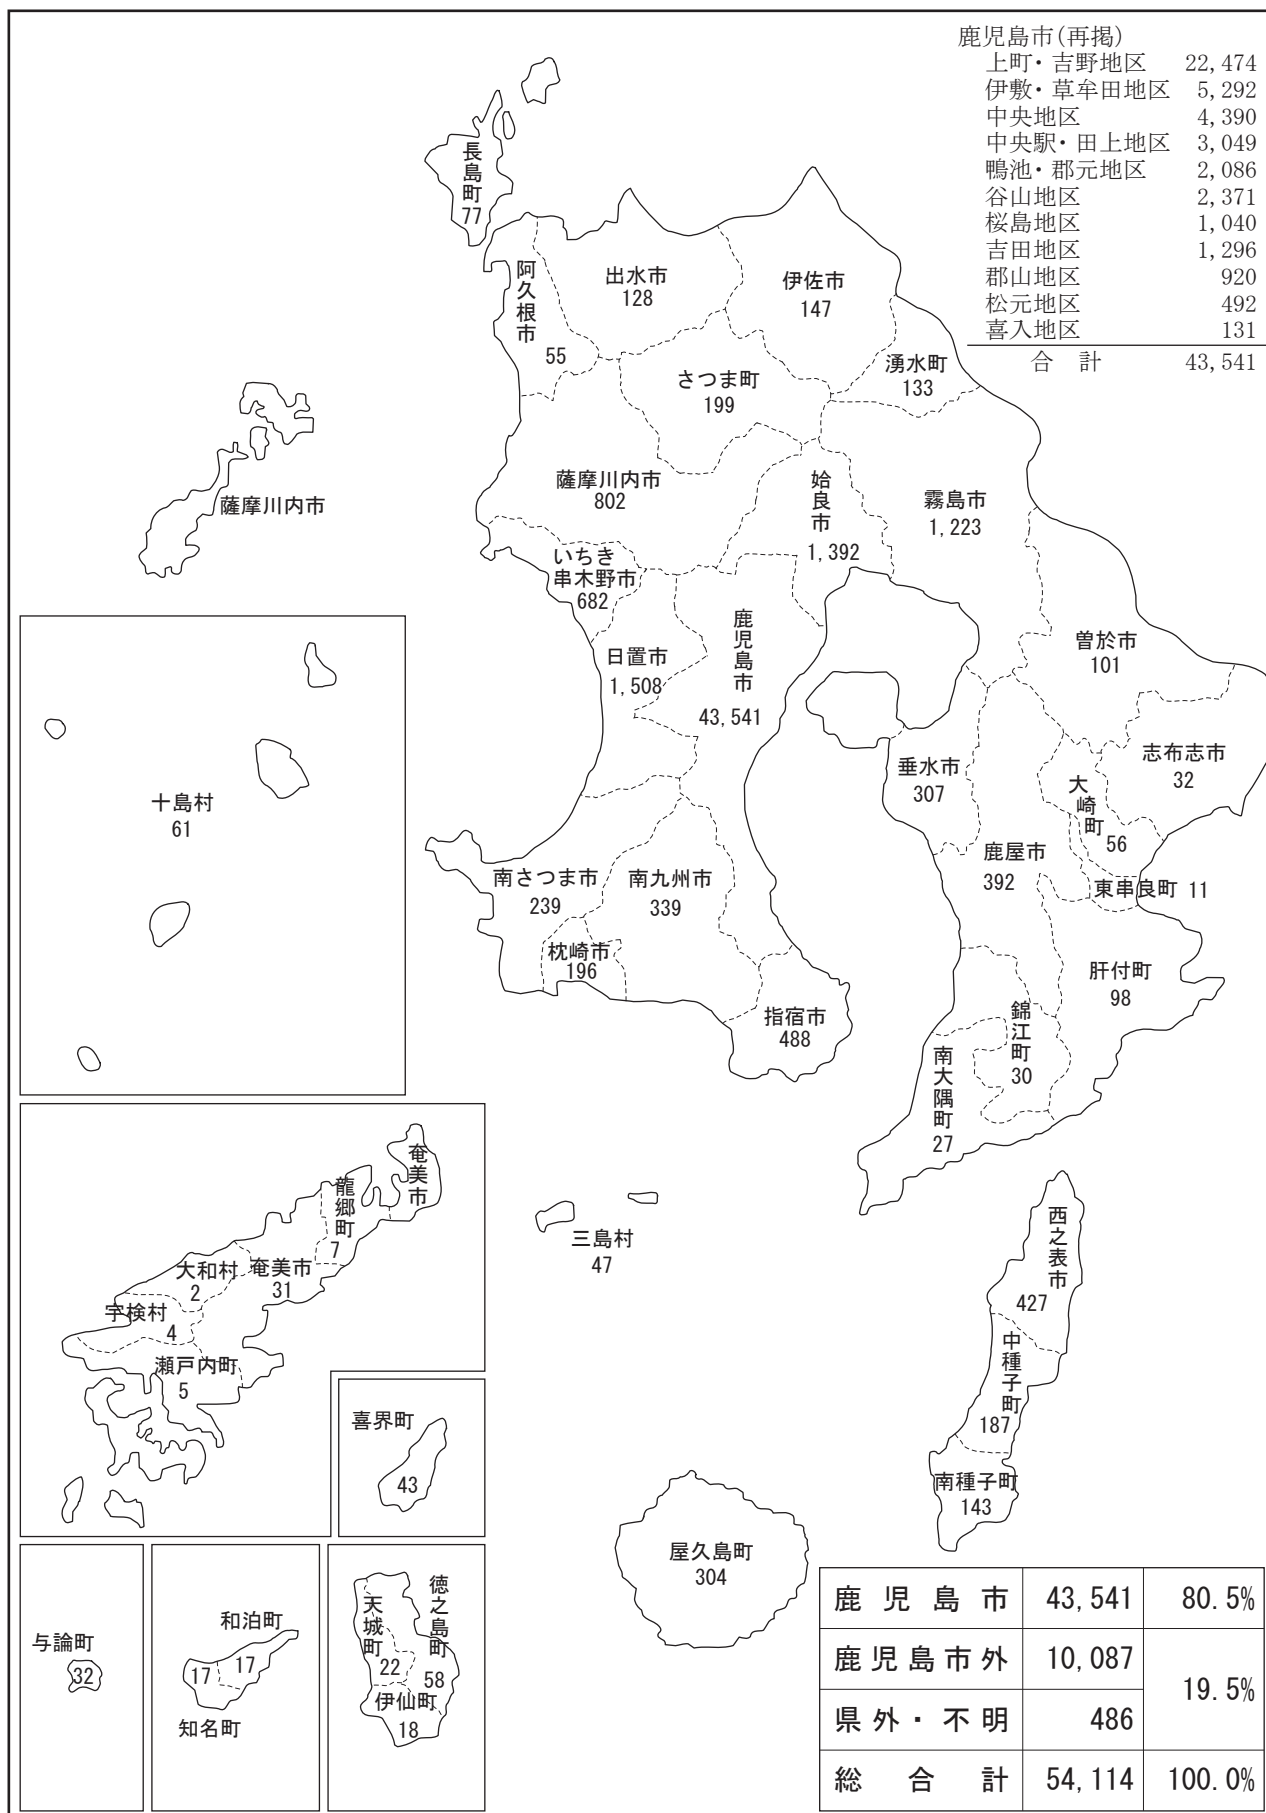 鹿児島市(再掲)
上町・吉野地区 22,474
伊敷・草牟田地区 5,292
中央地区 4,390
中央駅・田上地区 3,049
鴨池・郡元地区 2,086
谷山地区 2,371
桜島地区 1,040
吉田地区 1,296
郡山地区 920
松元地区 492
喜入地区 131
合計 43,541
長島町
77
阿久根市
55
出水市
128
伊佐市
147
湧水町
133
さつま町
199
薩摩川内市
802
薩摩川内市
姶良市
1,392
霧島市
1,223
いちき
串木野市
682
日置市
1,508
鹿児島市
43,541
曽於市
101
志布志市
32
垂水市
307
大崎町
56
鹿屋市
392
東串良町 11
十島村
61
南さつま市
239
南九州市
339
枕崎市
196
指宿市
488
肝付町
98
錦江町
30
南大隅町
27
奄美市
龍郷町
7
大和村
2
奄美市
31
宇検村
4
瀬戸内町
5
三島村
47
西之表市
427
中種子町
187
南種子町
143
喜界町
43
屋久島町
304
与論町
32
和泊町
17
17
知名町
天城町
22
徳之島町
58
伊仙町
18
鹿児島市 43,541 80.5%
鹿児島市外 10,087
19.5%
県外・不明 486
総合計 54,114 100.0%